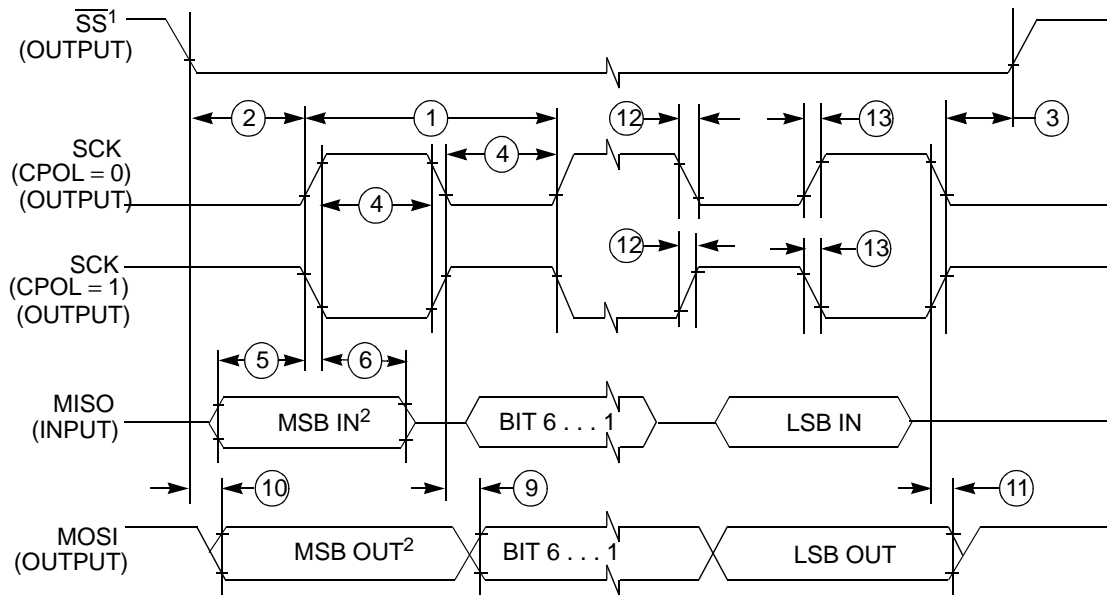 SS¹
(OUTPUT)
2
1
12
13
3
SCK
(CPOL = 0)
(OUTPUT)
4
4
SCK
(CPOL = 1)
(OUTPUT)
12
13
5
6
MISO
(INPUT)
MSB IN²
BIT 6 . . . 1
LSB IN
10
9
11
MOSI
(OUTPUT)
MSB OUT²
BIT 6 . . . 1
LSB OUT